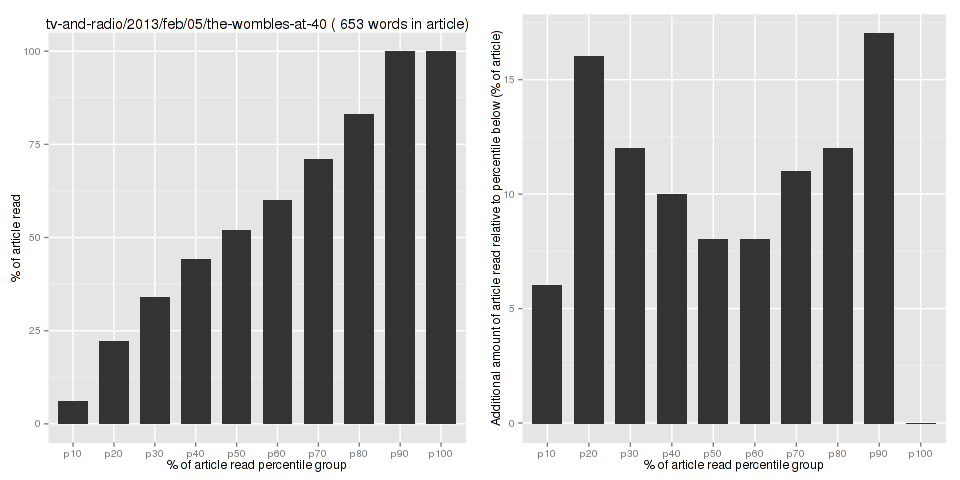 tv-and-radio/2013/feb/05/the-wombles-at-40 ( 653 words in article)
% of article read
100
75
50
25
0
p10 p20 p30 p40 p50 p60 p70 p80 p90 p100
% of article read percentile group
Additional amount of article read relative to percentile below (% of article)
15
10
5
0
p10 p20 p30 p40 p50 p60 p70 p80 p90 p100
% of article read percentile group